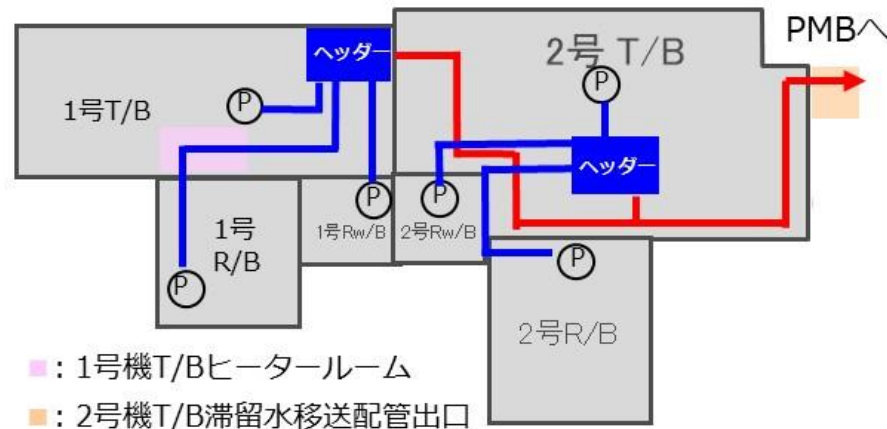 PMBへ
ヘッダー
2号 T/B
P
P
1号T/B
ヘッダー
P
P
1号Rw/B
2号Rw/B
1号
R/B
P
P
2号R/B
：1号機T/Bヒータールーム
：2号機T/B滞留水移送配管出口